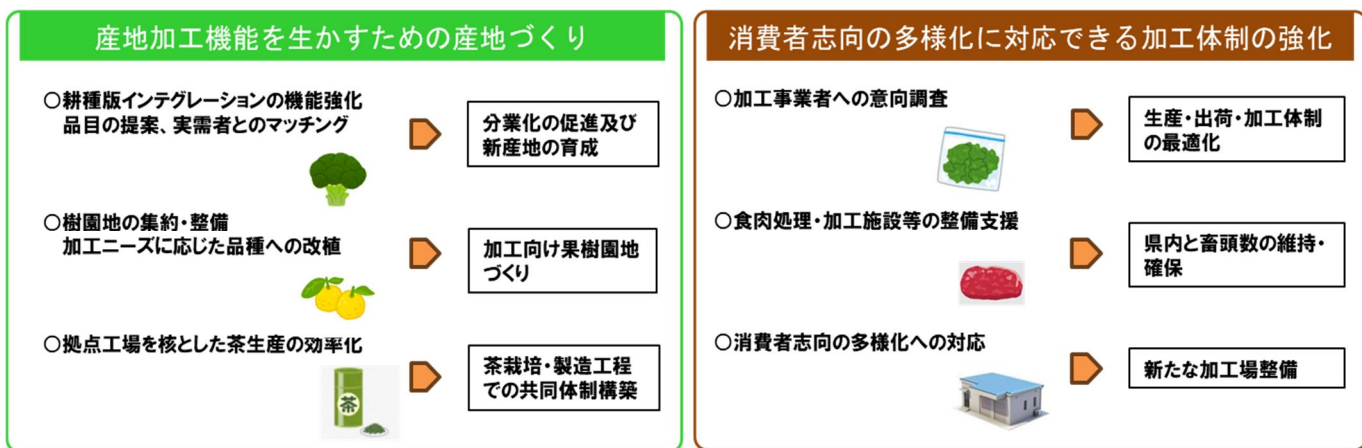 産地加工機能を生かすための産地づくり
○耕種版インテグレーションの機能強化
品目の提案、実需者とのマッチング
分業化の促進及び
新産地の育成
○樹園地の集約・整備
加工ニーズに応じた品種への改植
加工向け果樹園地
づくり
○拠点工場を核とした茶生産の効率化
茶
茶栽培・製造工程
での共同体制構築
消費者志向の多様化に対応できる加工体制の強化
○加工事業者への意向調査
生産・出荷・加工体制
の最適化
○食肉処理・加工施設等の整備支援
県内と畜頭数の維持・
確保
○消費者志向の多様化への対応
新たな加工場整備